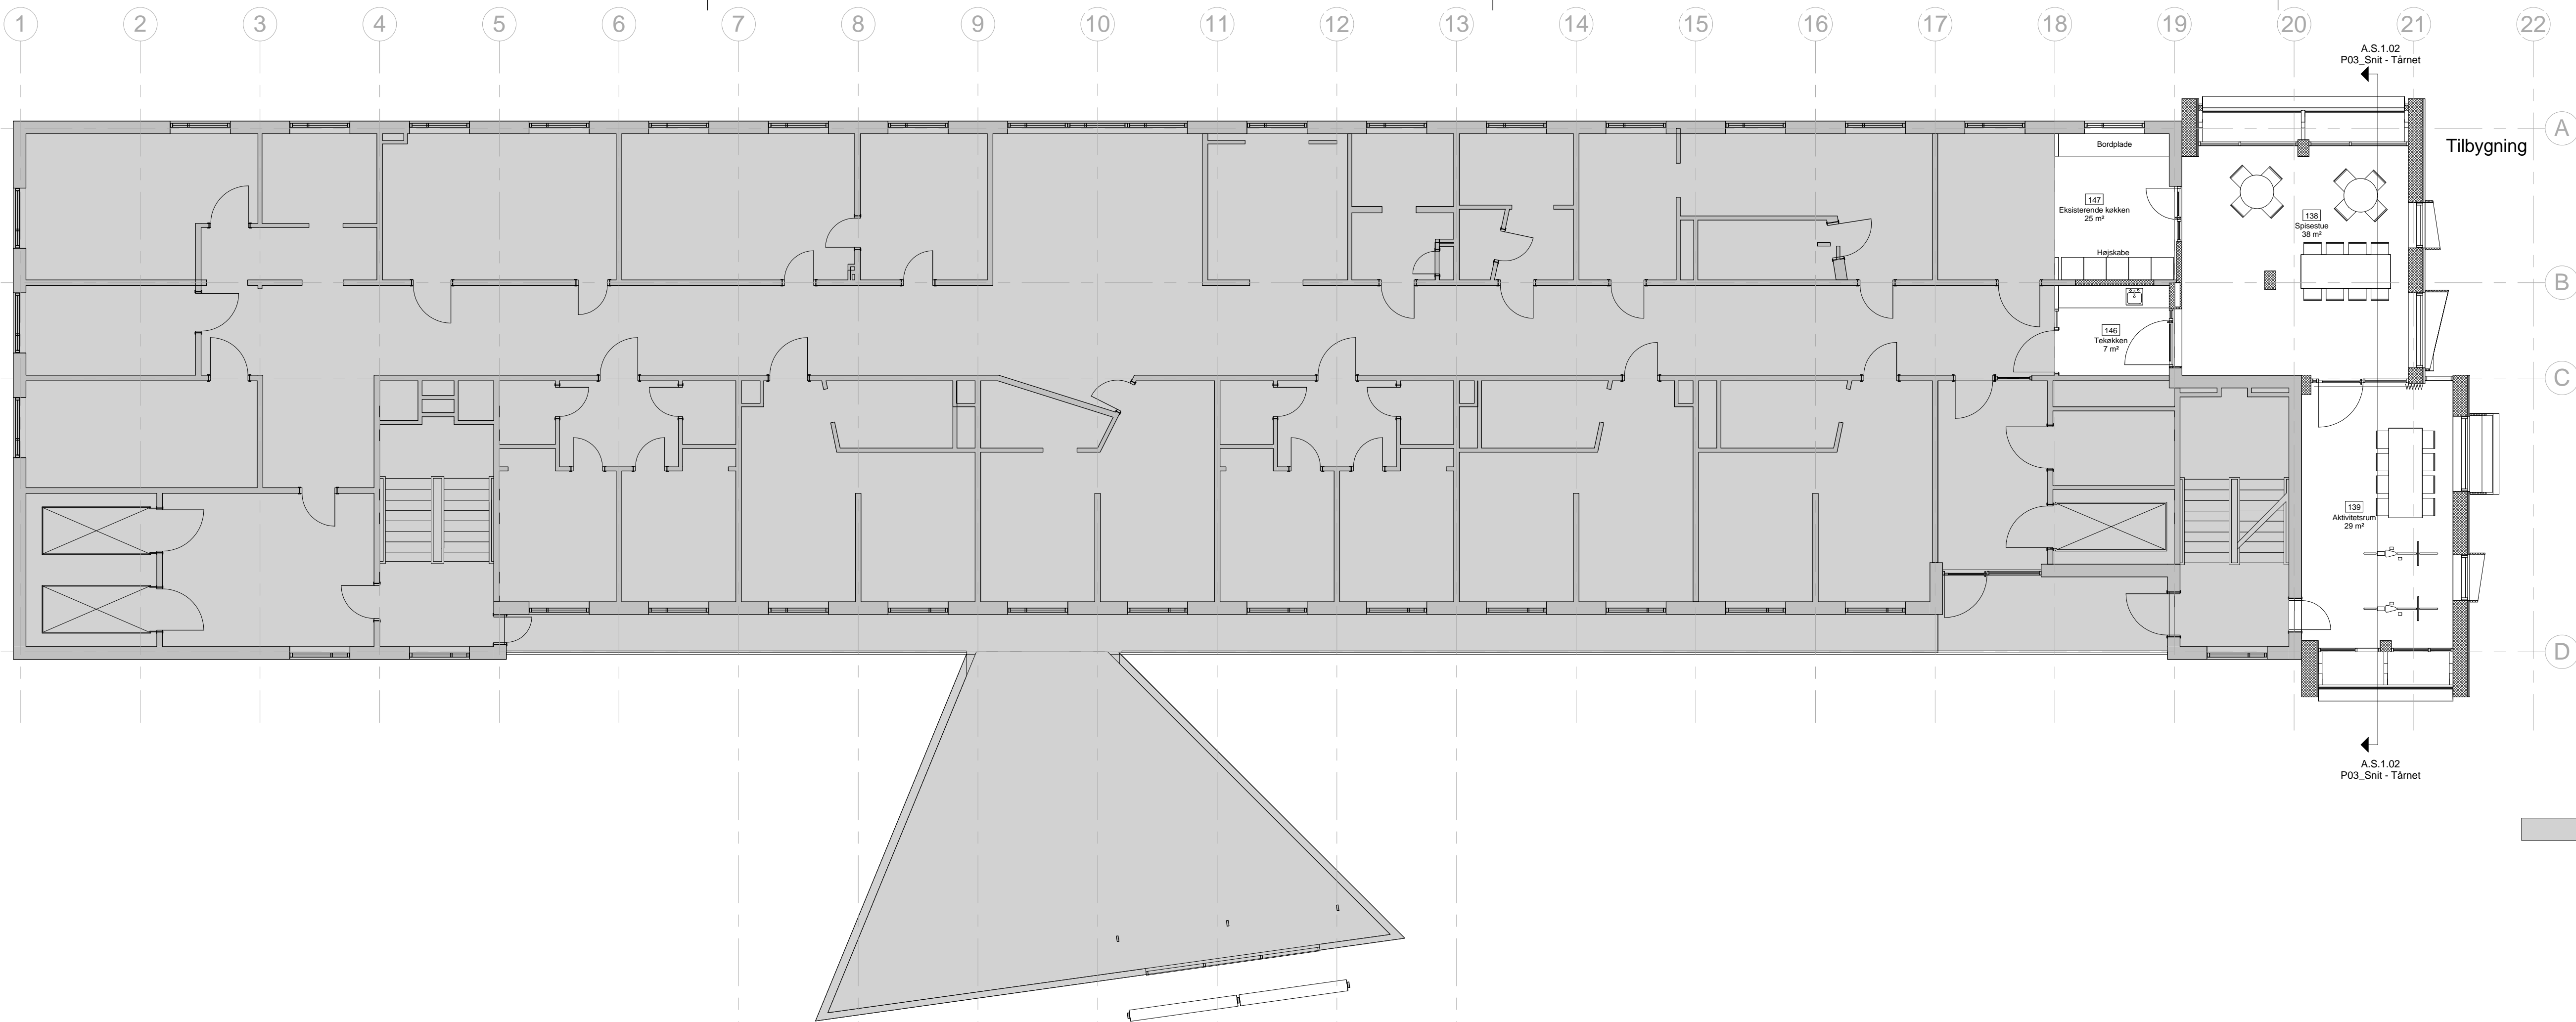 1 2 3 4 5 6 7 8 9 10 11 12 13 14 15 16 17 18 19 20 21 22
A.S.1.02
P03_Snit - Tårnet
A
Tilbygning
Bordplade
147
Eksisterende køkken
25 m²
138
Spisestue
38 m²
Højskabe
B
146
Tekøkken
7 m²
C
139
Aktivitetsrum
29 m²
D
A.S.1.02
P03_Snit - Tårnet